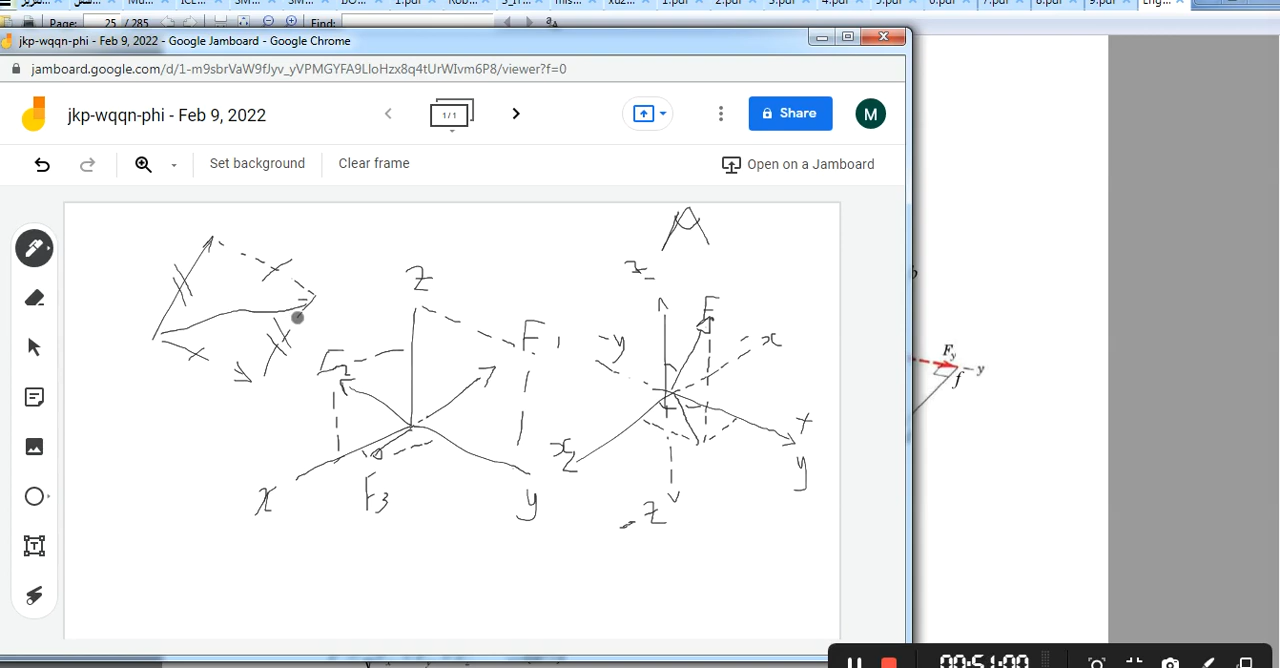 Page: 25 / 285 Find:
jkp-wqqn-phi - Feb 9, 2022 - Google Jamboard - Google Chrome
jamboard.google.com/d/1-m9sbrVaW9fJyv_yVPMGYFA9LloHzx8q4tUrWIvm6P8/viewer?f=0
jkp-wqqn-phi - Feb 9, 2022
1/1
Share
M
Set background
Clear frame
Open on a Jamboard
A
Z
F1
F2
F
-y
x
x
F3
y
y
-Z
Fy
y
f
00:51:00